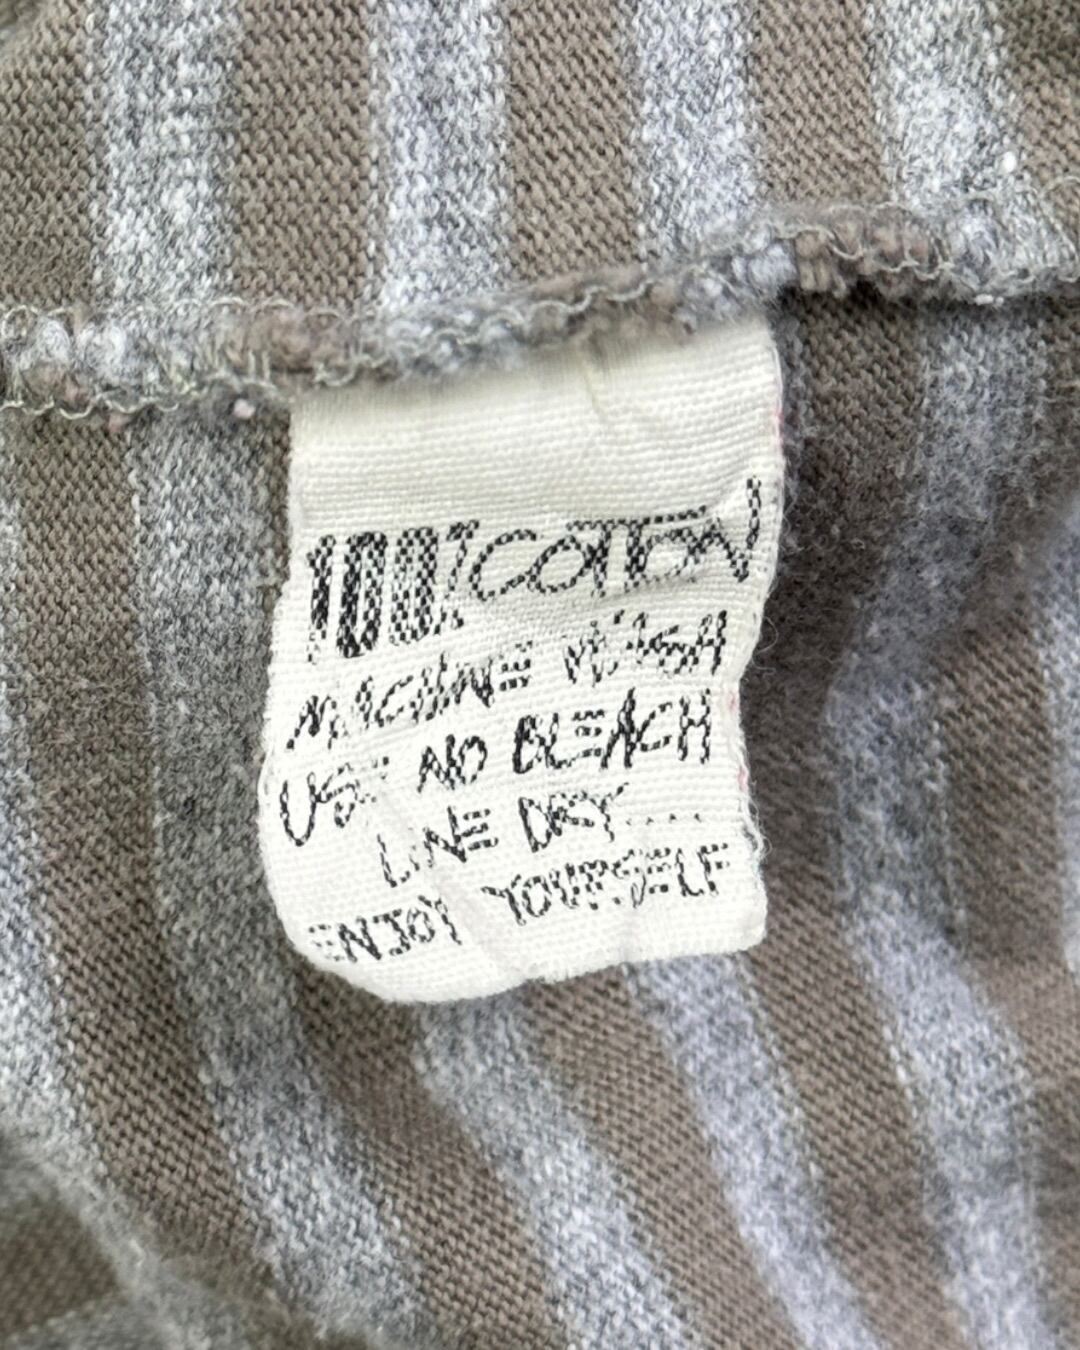 100% COTTON
MACHINE WASH
USE NO BLEACH
LINE DRY.....
ENJOY YOURSELF